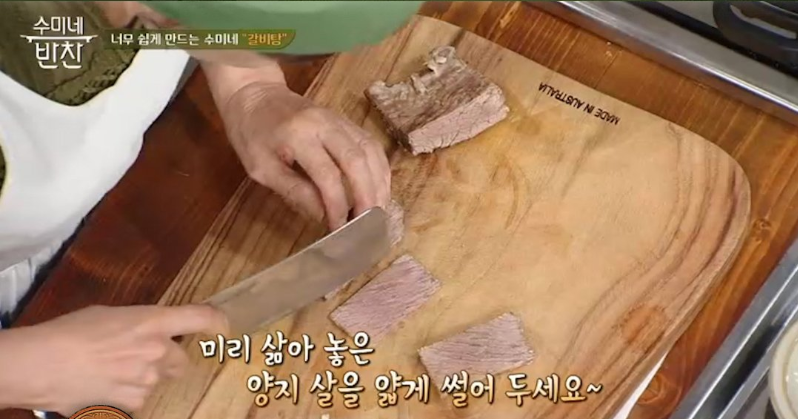 수미네
반찬
너무 쉽게 만드는 수미네 "갈비탕"
MADE IN AUSTRALIA
미리 삶아 놓은
양지 살을 얇게 썰어 두세요~